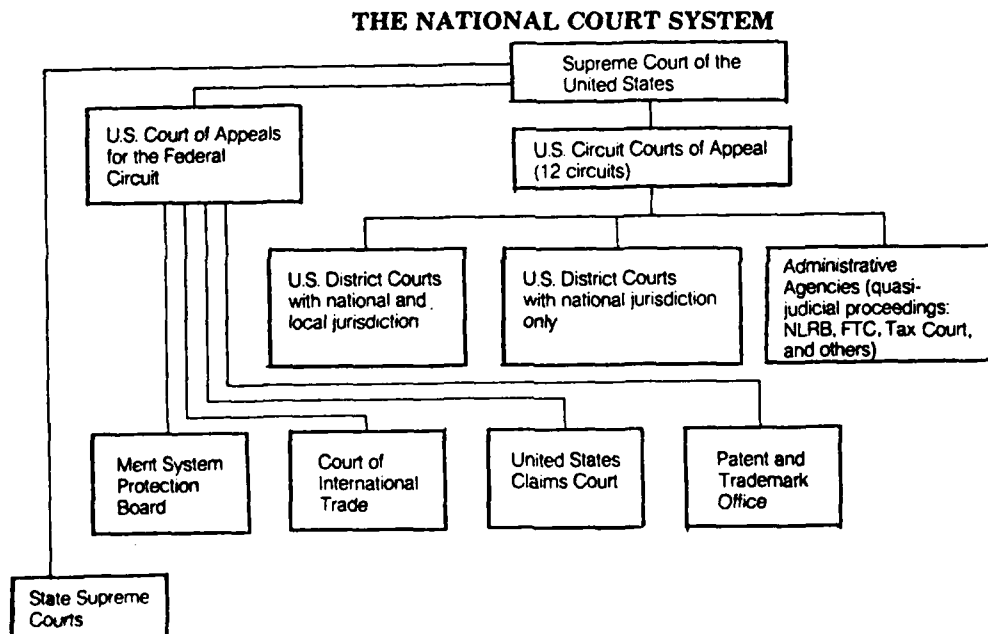 THE NATIONAL COURT SYSTEM
Supreme Court of the
United States
U.S. Court of Appeals
for the Federal
Circuit
U.S. Circuit Courts of Appeal
(12 circuits)
U.S. District Courts
with national and
local jurisdiction
U.S. District Courts
with national jurisdiction
only
Administrative
Agencies (quasi-
judicial proceedings:
NLRB, FTC, Tax Court,
and others)
Merit System
Protection
Board
Court of
International
Trade
United States
Claims Court
Patent and
Trademark
Office
State Supreme
Courts